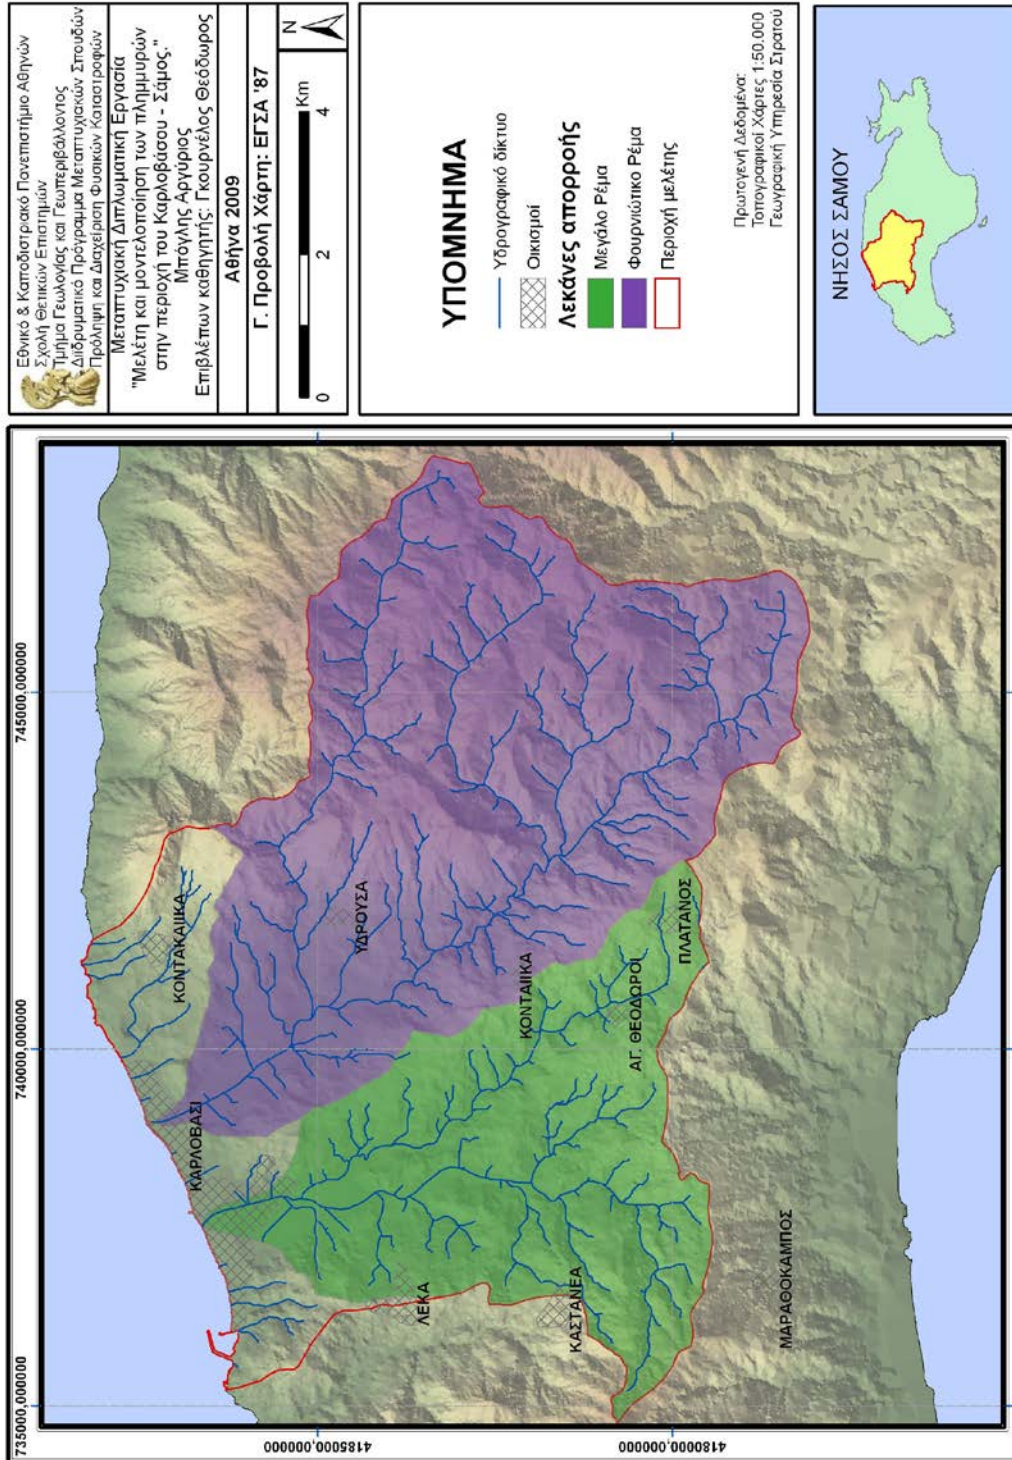 Εθνικό & Καποδιστριακό Πανεπιστήμιο Αθηνών
Σχολή Θετικών Επιστημών
Τμήμα Γεωλογίας και Γεωπεριβάλλοντος
Διϊδρυματικό Πρόγραμμα Μεταπτυχιακών Σπουδών
Πρόληψη και Διαχείριση Φυσικών Καταστροφών
Μεταπτυχιακή Διπλωματική Εργασία
"Μελέτη και μοντελοποίηση των πλημμυρών
στην περιοχή του Καρλοβάσου - Σάμος."
Μπόγλης Αργύριος
Επιβλέπων καθηγητής: Γκουρνέλος Θεόδωρος
Αθήνα 2009
Γ. Προβολή Χάρτη: ΕΓΣΑ '87
0 2 4 Km
N
ΥΠΟΜΝΗΜΑ
Υδρογραφικό δίκτυο
Οικισμοί
Λεκάνες απορροής
Μεγάλο Ρέμα
Φουρνιώτικο Ρέμα
Περιοχή μελέτης
Πρωτογενή Δεδομένα:
Τοπογραφικοί Χάρτες 1:50.000
Γεωγραφική Υπηρεσία Στρατού
ΝΗΣΟΣ ΣΑΜΟΥ
735000,000000
740000,000000
745000,000000
4185000,000000
4180000,000000
ΚΑΡΛΟΒΑΣΙ
ΚΟΝΤΑΚΑΙΙΚΑ
ΥΔΡΟΥΣΑ
ΛΕΚΑ
ΚΟΝΤΑΙΙΚΑ
ΚΑΣΤΑΝΕΑ
ΑΓ. ΘΕΟΔΩΡΟΙ
ΠΛΑΤΑΝΟΣ
ΜΑΡΑΘΟΚΑΜΠΟΣ